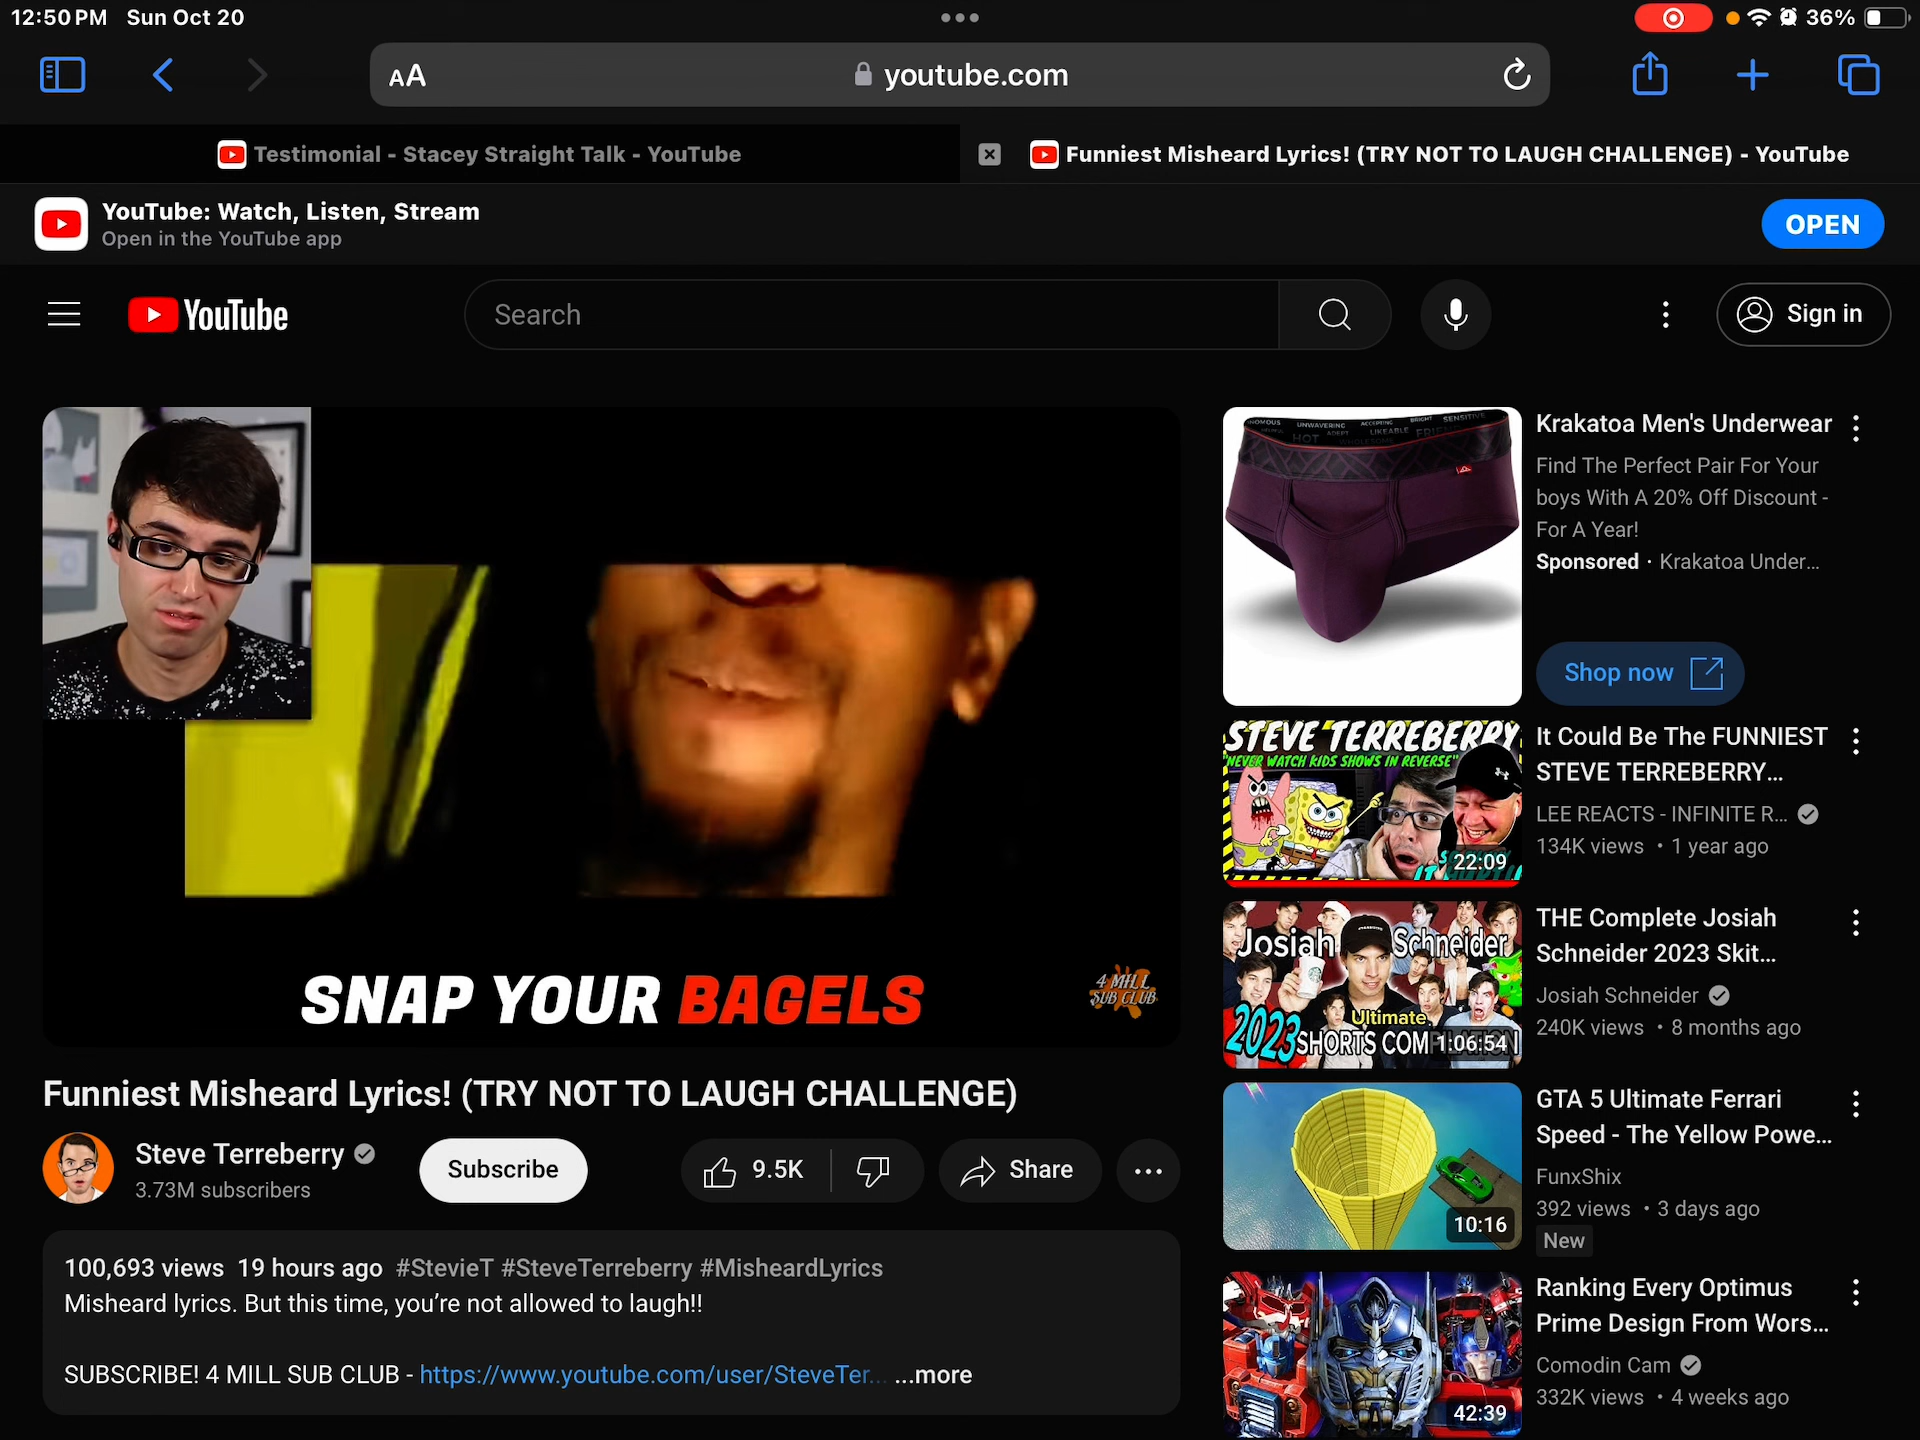 12:50 PM Sun Oct 20
36%
AA
youtube.com
Testimonial - Stacey Straight Talk - YouTube
Funniest Misheard Lyrics! (TRY NOT TO LAUGH CHALLENGE) - YouTube
YouTube: Watch, Listen, Stream
Open in the YouTube app
OPEN
YouTube
Search
Sign in
SNAP YOUR BAGELS
4 MILL
SUB CLUB
Funniest Misheard Lyrics! (TRY NOT TO LAUGH CHALLENGE)
Steve Terreberry
3.73M subscribers
Subscribe
9.5K
Share
100,693 views 19 hours ago #StevieT #SteveTerreberry #MisheardLyrics
Misheard lyrics. But this time, you’re not allowed to laugh!!
SUBSCRIBE! 4 MILL SUB CLUB - https://www.youtube.com/user/SteveTer... ...more
UNWAVERING ACCEPTING BRIGHT SENSITIVE
HOT ADEPT LIKEABLE
WHOLESOME
Krakatoa Men's Underwear
Find The Perfect Pair For Your
boys With A 20% Off Discount -
For A Year!
Sponsored · Krakatoa Under...
Shop now
STEVE TERREBERRY
"NEVER WATCH KIDS SHOWS IN REVERSE"
22:09
It Could Be The FUNNIEST
STEVE TERREBERRY...
LEE REACTS - INFINITE R...
134K views • 1 year ago
Josiah Schneider
2023 Ultimate
SHORTS COM
1:06:54
THE Complete Josiah
Schneider 2023 Skit...
Josiah Schneider
240K views • 8 months ago
10:16
GTA 5 Ultimate Ferrari
Speed - The Yellow Powe...
FunxShix
392 views • 3 days ago
New
42:39
Ranking Every Optimus
Prime Design From Wors...
Comodin Cam
332K views • 4 weeks ago